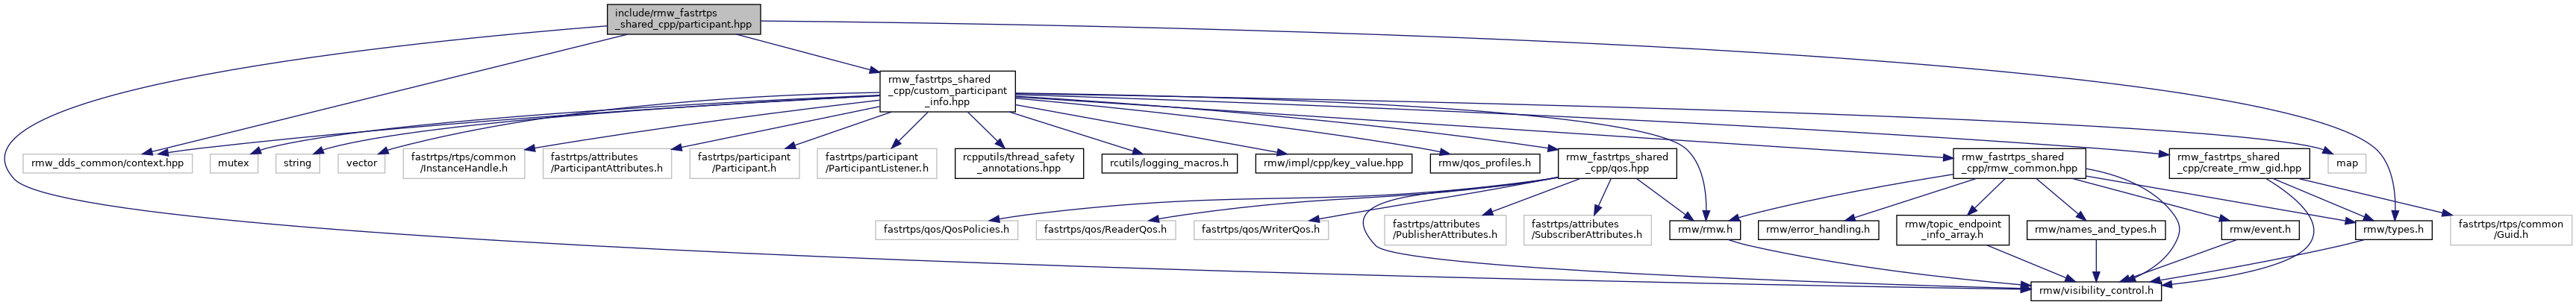 include/rmw_fastrtps
_shared_cpp/participant.hpp
rmw_fastrtps_shared
_cpp/custom_participant
_info.hpp
rmw_dds_common/context.hpp
mutex
string
vector
fastrtps/rtps/common
/InstanceHandle.h
fastrtps/attributes
/ParticipantAttributes.h
fastrtps/participant
/Participant.h
fastrtps/participant
/ParticipantListener.h
rcpputils/thread_safety
_annotations.hpp
rcutils/logging_macros.h
rmw/impl/cpp/key_value.hpp
rmw/qos_profiles.h
rmw_fastrtps_shared
_cpp/qos.hpp
rmw_fastrtps_shared
_cpp/rmw_common.hpp
rmw_fastrtps_shared
_cpp/create_rmw_gid.hpp
map
fastrtps/qos/QosPolicies.h
fastrtps/qos/ReaderQos.h
fastrtps/qos/WriterQos.h
fastrtps/attributes
/PublisherAttributes.h
fastrtps/attributes
/SubscriberAttributes.h
rmw/rmw.h
rmw/error_handling.h
rmw/topic_endpoint
_info_array.h
rmw/names_and_types.h
rmw/event.h
rmw/types.h
fastrtps/rtps/common
/Guid.h
rmw/visibility_control.h